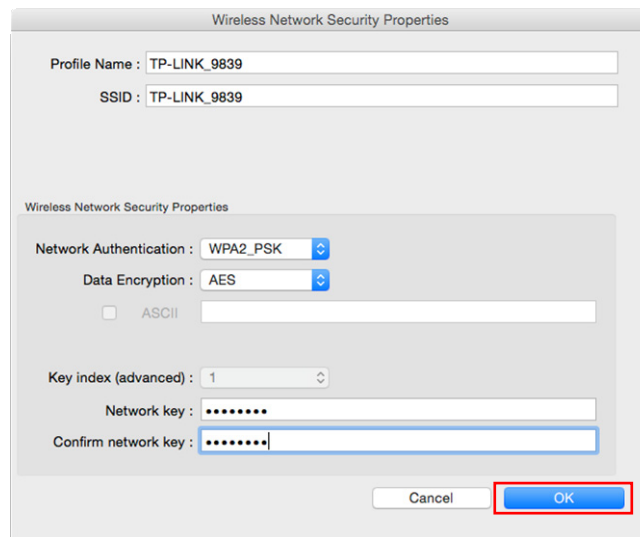 Wireless Network Security Properties
Profile Name : TP-LINK_9839
SSID : TP-LINK_9839
Wireless Network Security Properties
Network Authentication : WPA2_PSK
Data Encryption : AES
ASCII
Key index (advanced) : 1
Network key : ••••••••
Confirm network key : ••••••••
Cancel OK